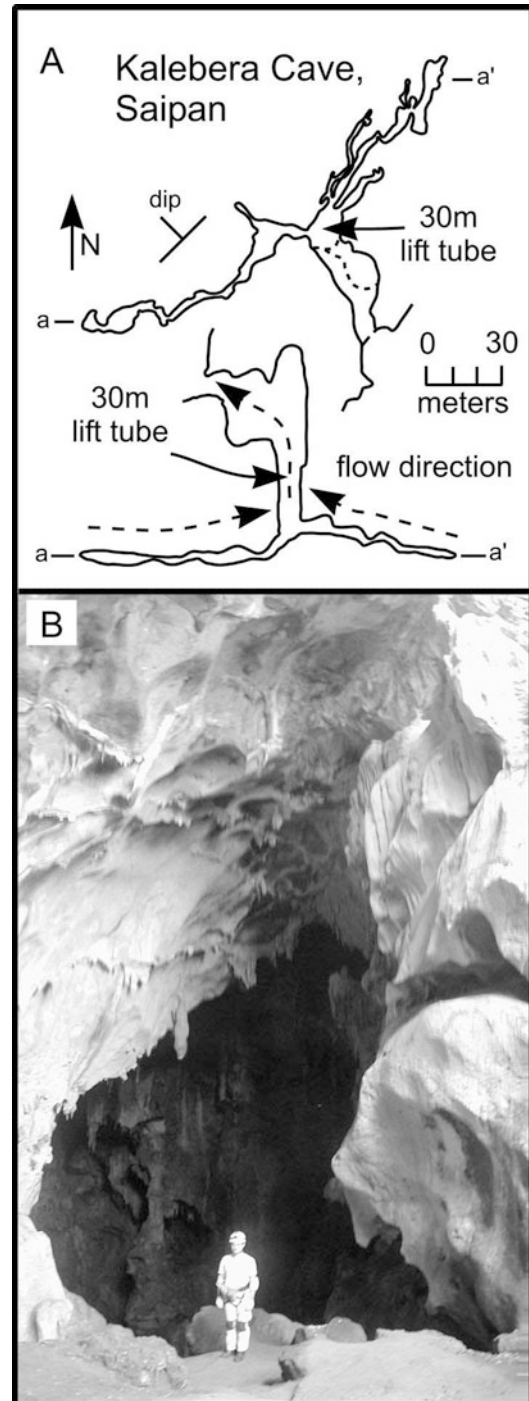 A
Kalebera Cave,
Saipan
a'
dip
N
30m
lift tube
a
0 30
meters
30m
lift tube
flow direction
a
a'
B